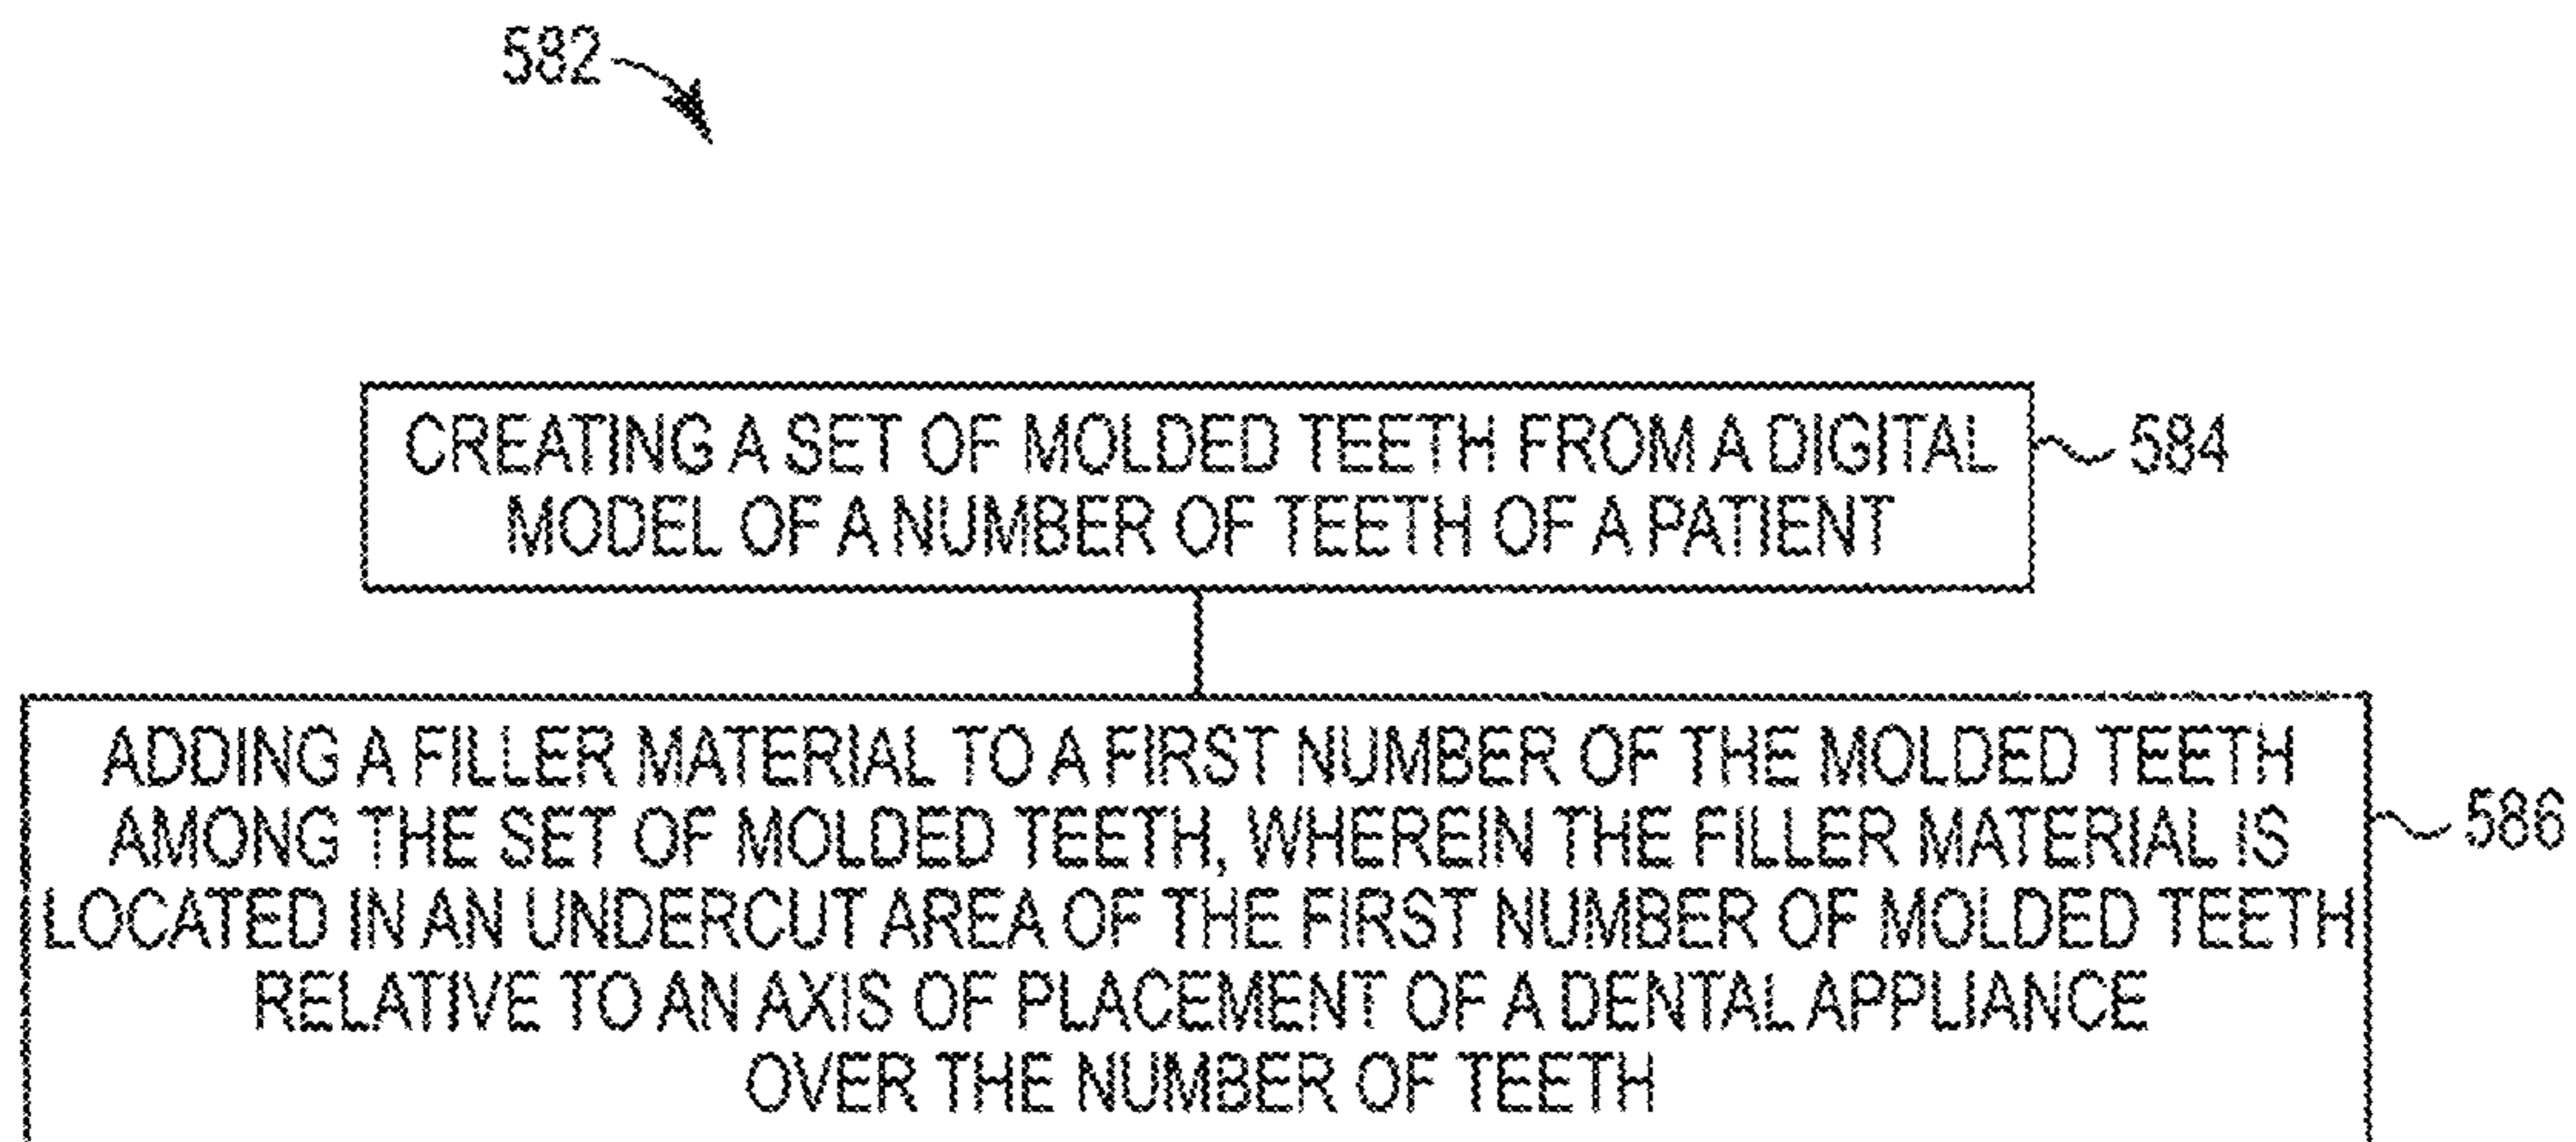 582
CREATING A SET OF MOLDED TEETH FROM A DIGITAL
MODEL OF A NUMBER OF TEETH OF A PATIENT
584
ADDING A FILLER MATERIAL TO A FIRST NUMBER OF THE MOLDED TEETH
AMONG THE SET OF MOLDED TEETH, WHEREIN THE FILLER MATERIAL IS
LOCATED IN AN UNDERCUT AREA OF THE FIRST NUMBER OF MOLDED TEETH
RELATIVE TO AN AXIS OF PLACEMENT OF A DENTAL APPLIANCE
OVER THE NUMBER OF TEETH
586